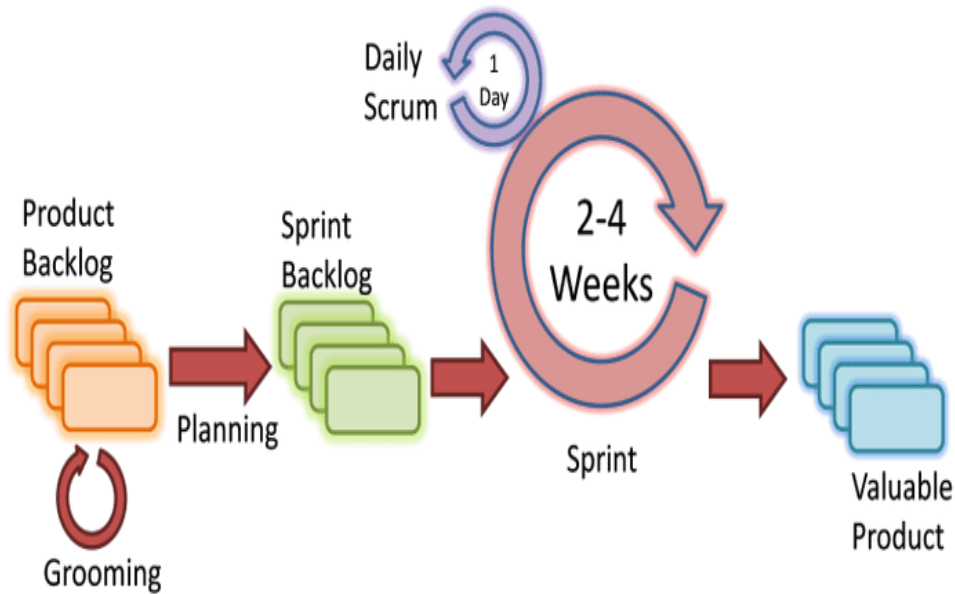 Daily
Scrum
1
Day
Product
Backlog
Sprint
Backlog
2-4
Weeks
Planning
Sprint
Valuable
Product
Grooming